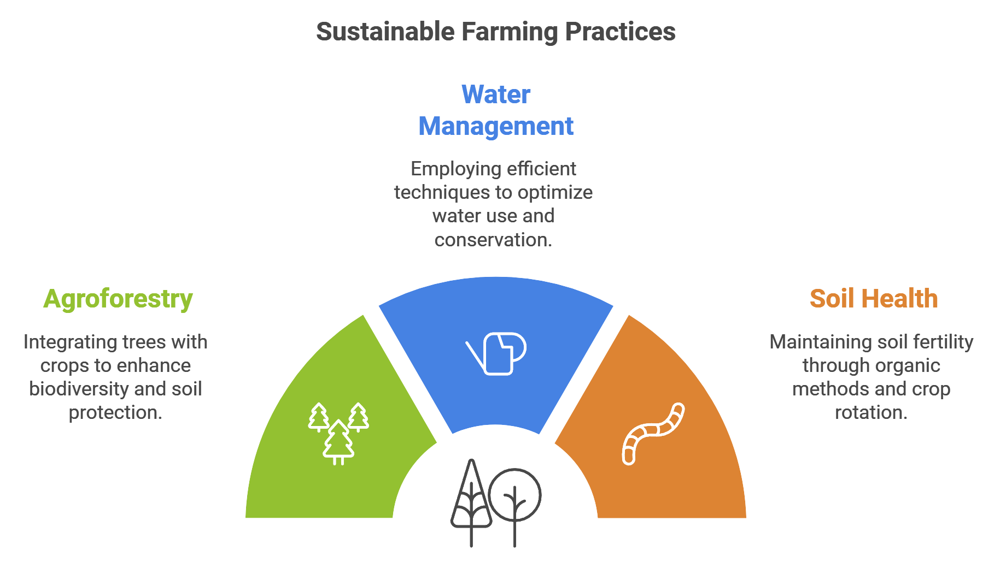 Sustainable Farming Practices
Water
Management
Employing efficient
techniques to optimize
water use and
conservation.
Agroforestry
Integrating trees with
crops to enhance
biodiversity and soil
protection.
Soil Health
Maintaining soil fertility
through organic
methods and crop
rotation.